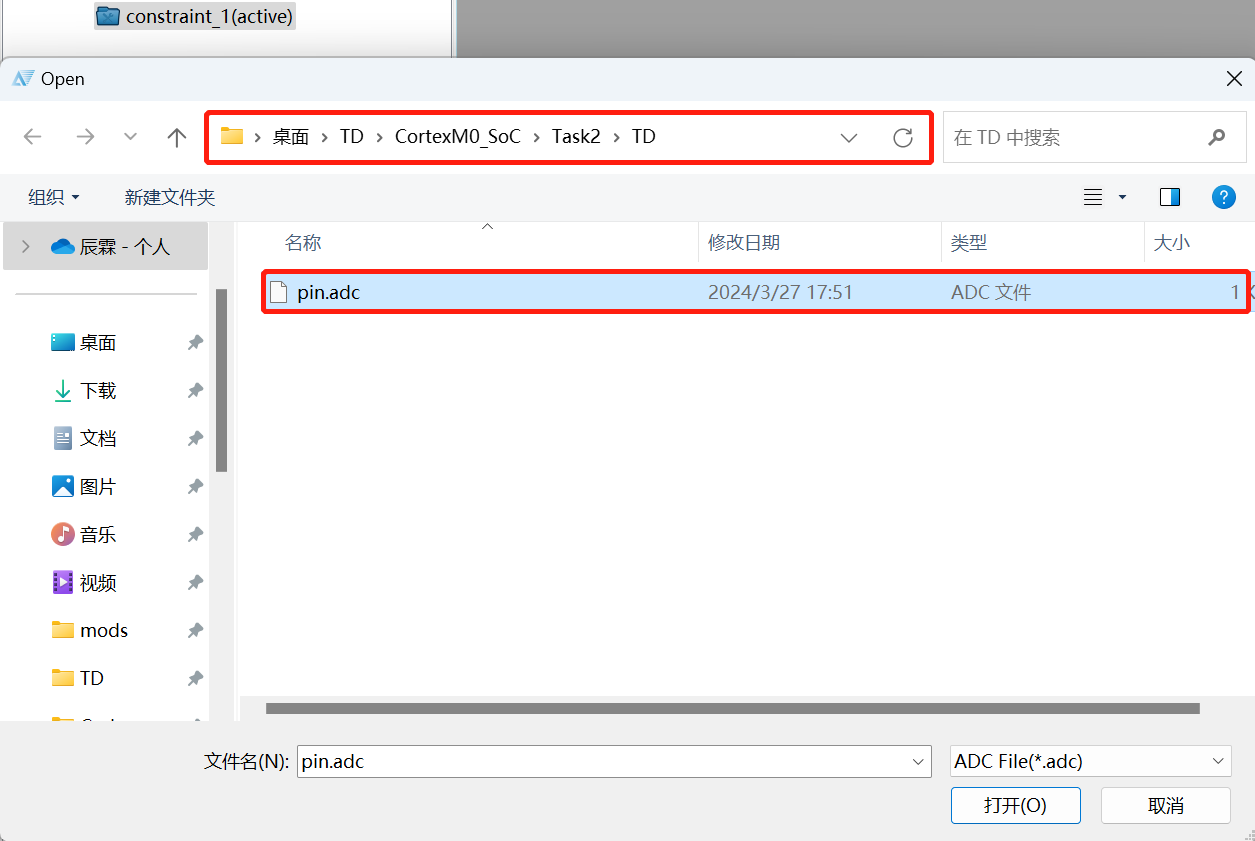 constraint_1(active)
Open
桌面 TD CortexM0_SoC Task2 TD
在 TD 中搜索
组织 新建文件夹
?
辰霖 - 个人
名称 修改日期 类型 大小
pin.adc 2024/3/27 17:51 ADC 文件 1
桌面
下载
文档
图片
音乐
视频
mods
TD
文件名(N): pin.adc
ADC File(*.adc)
打开(O) 取消